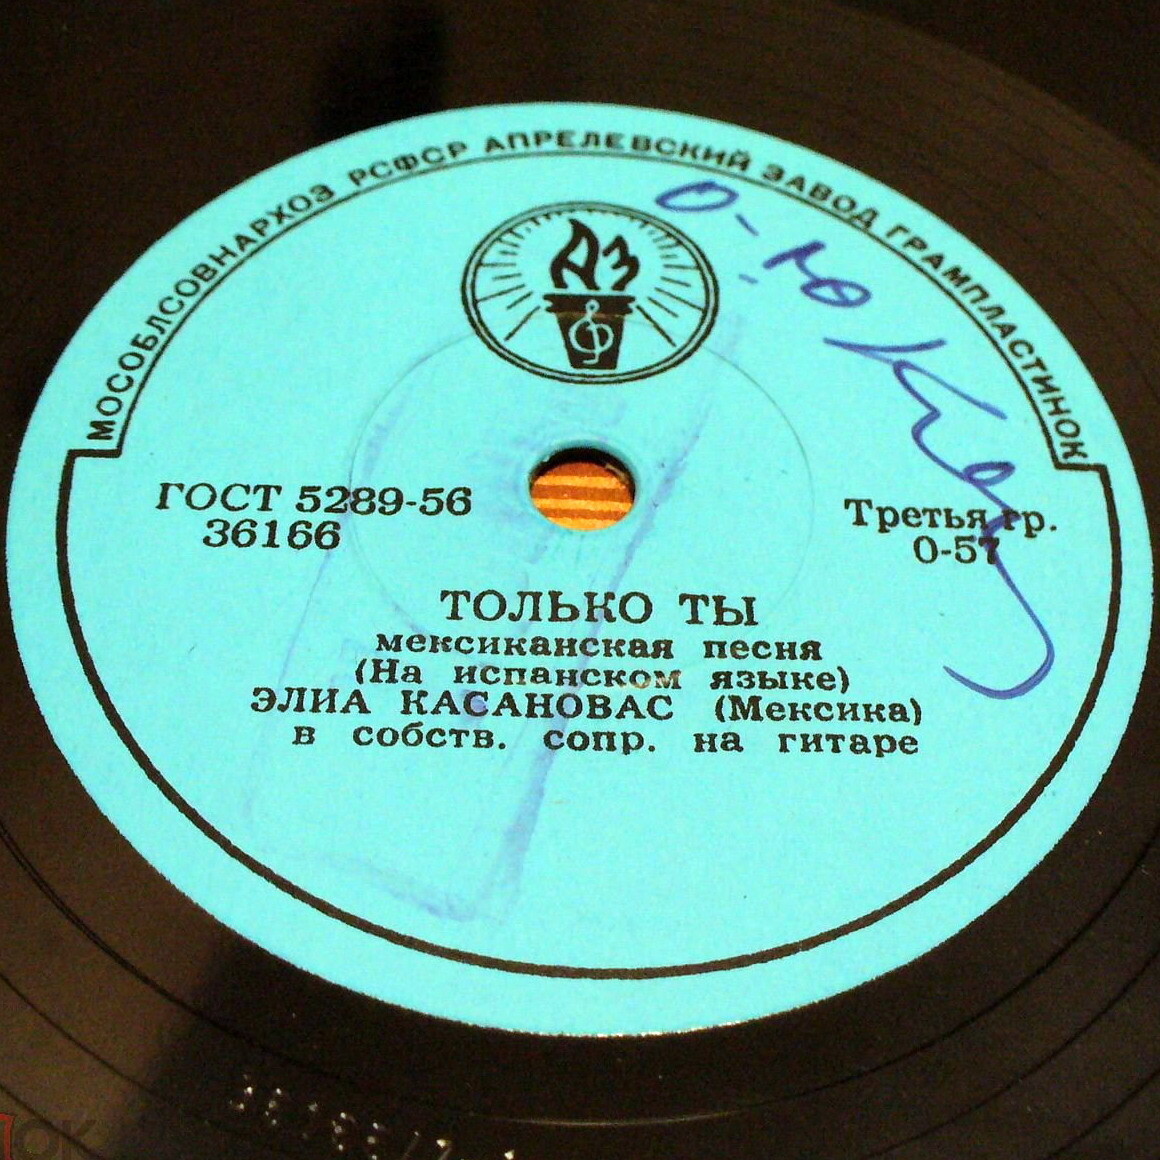 МОСОБЛСОВНАРХОЗ РСФСР АПРЕЛЕВСКИЙ ЗАВОД ГРАМПЛАСТИНОК
АЗ
ГОСТ 5289-56
36166
Третья гр.
0-57
ТОЛЬКО ТЫ
мексиканская песня
(На испанском языке)
ЭЛИА КАСАНОВАС (Мексика)
в собств. сопр. на гитаре